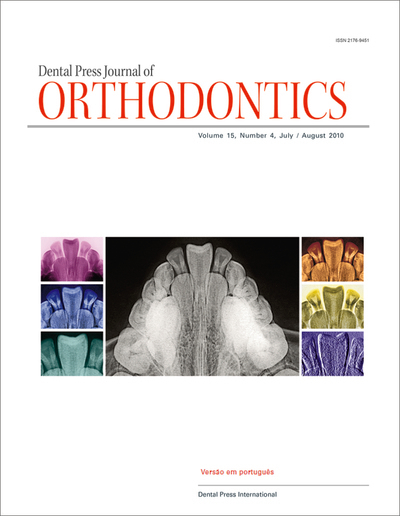 ISSN 2176-9451
Dental Press Journal of
ORTHODONTICS
Volume 15, Number 4, July / August 2010
Versão em português
Dental Press International